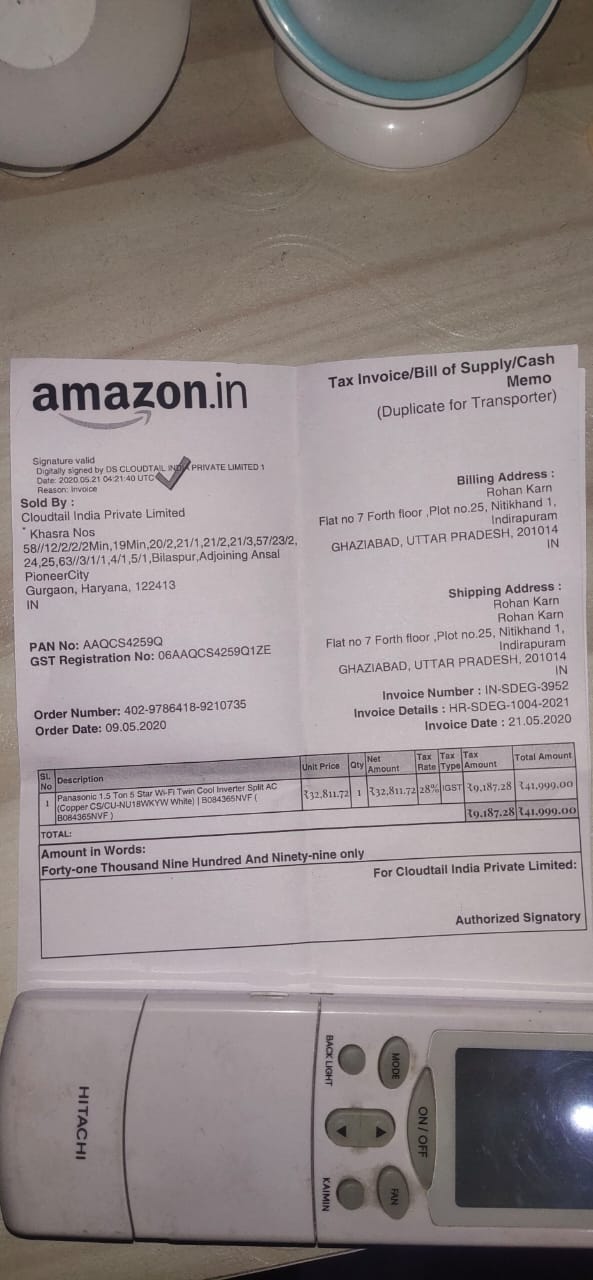 amazon.in
Tax Invoice/Bill of Supply/Cash
Memo
(Duplicate for Transporter)
Signature valid
Digitally signed by DS CLOUDTAIL INDIA PRIVATE LIMITED 1
Date: 2020.05.21 04:21:40 UTC
Reason: Invoice
Sold By :
Cloudtail India Private Limited
* Khasra Nos
58//12/2/2/2Min,19Min,20/2,21/1,21/2,21/3,57/23/2,
24,25,63//3/1/1,4/1,5/1,Bilaspur,Adjoining Ansal
PioneerCity
Gurgaon, Haryana, 122413
IN
Billing Address :
Rohan Karn
Flat no 7 Forth floor ,Plot no.25, Nitikhand 1,
Indirapuram
GHAZIABAD, UTTAR PRADESH, 201014
IN
PAN No: AAQCS4259Q
GST Registration No: 06AAQCS4259Q1ZE
Shipping Address :
Rohan Karn
Rohan Karn
Flat no 7 Forth floor ,Plot no.25, Nitikhand 1,
Indirapuram
GHAZIABAD, UTTAR PRADESH, 201014
IN
Order Number: 402-9786418-9210735
Order Date: 09.05.2020
Invoice Number : IN-SDEG-3952
Invoice Details : HR-SDEG-1004-2021
Invoice Date : 21.05.2020
Sl. No Description Unit Price Qty Net Amount Tax Rate Tax Type Tax Amount Total Amount
1 Panasonic 1.5 Ton 5 Star Wi-Fi Twin Cool Inverter Split AC ₹32,811.72 1 ₹32,811.72 28% IGST ₹9,187.28 ₹41,999.00
(Copper CS/CU-NU18WKYW White) | B084365NVF (
B084365NVF )
TOTAL: ₹9,187.28 ₹41,999.00
Amount in Words:
Forty-one Thousand Nine Hundred And Ninety-nine only
For Cloudtail India Private Limited:
Authorized Signatory
HITACHI
BACK LIGHT
MODE
ON / OFF
KAIMIN
FAN